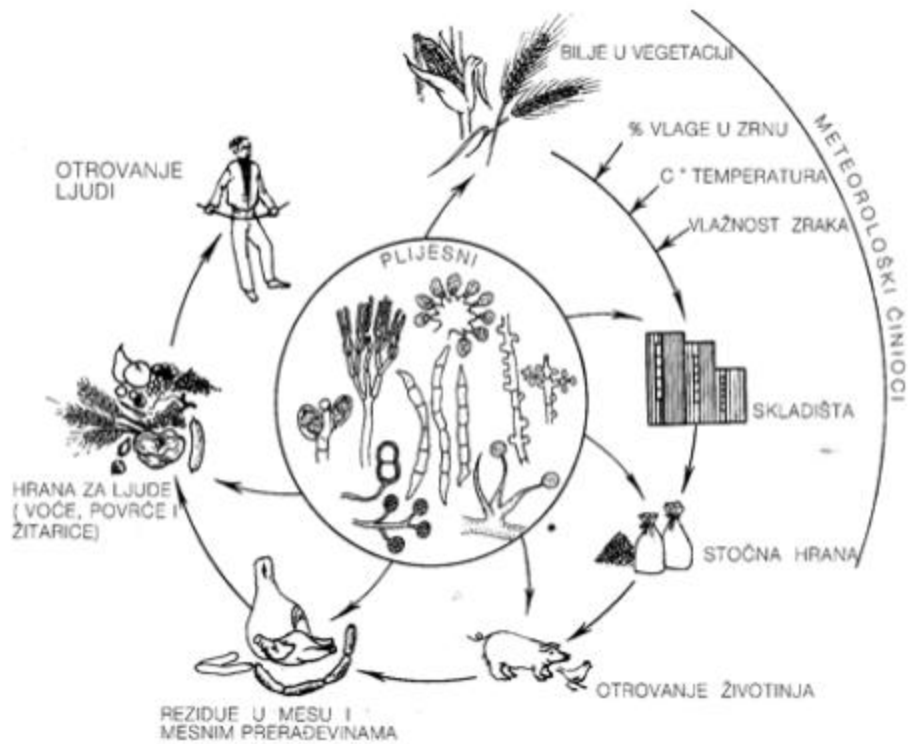 BILJE U VEGETACIJI
% VLAGE U ZRNU
C° TEMPERATURA
VLAŽNOST ZRAKA
METEOROLOŠKI ČINIOCI
OTROVANJE
LJUDI
PLIJESNI
SKLADIŠTA
HRANA ZA LJUDE
( VOĆE, POVRĆE I
ŽITARICE)
STOČNA HRANA
OTROVANJE ŽIVOTINJA
REZIDUE U MESU I
MESNIM PRERAĐEVINAMA